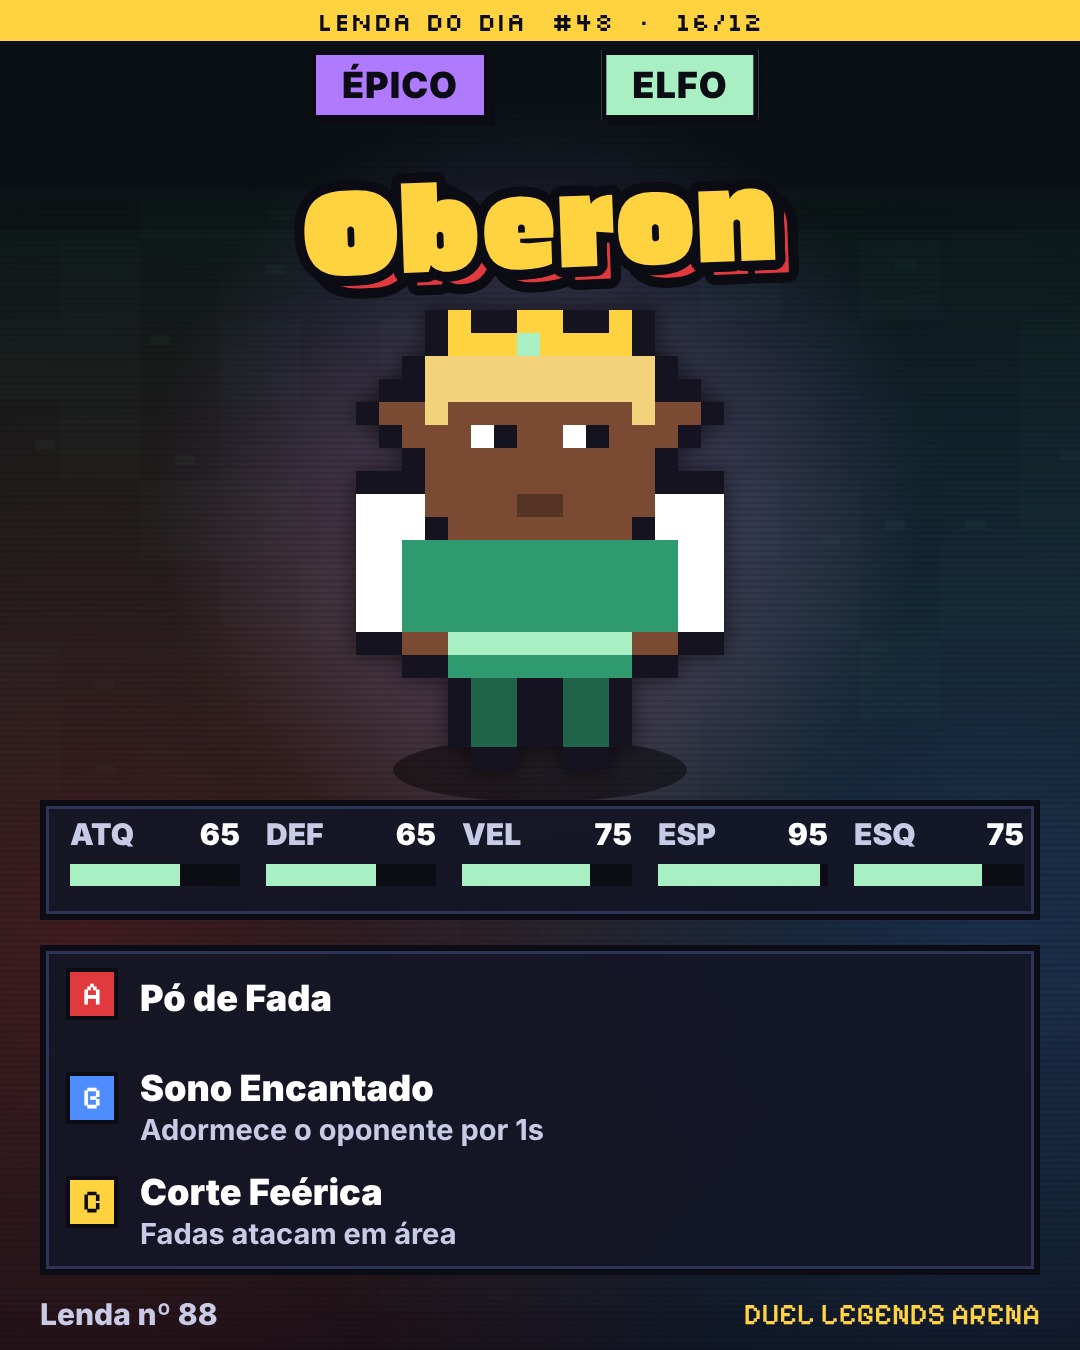 LENDA DO DIA #48 · 16/12
ÉPICO ELFO
Oberon
ATQ 65 DEF 65 VEL 75 ESP 95 ESQ 75
A Pó de Fada
B Sono Encantado
Adormece o oponente por 1s
C Corte Feérica
Fadas atacam em área
Lenda nº 88 DUEL LEGENDS ARENA